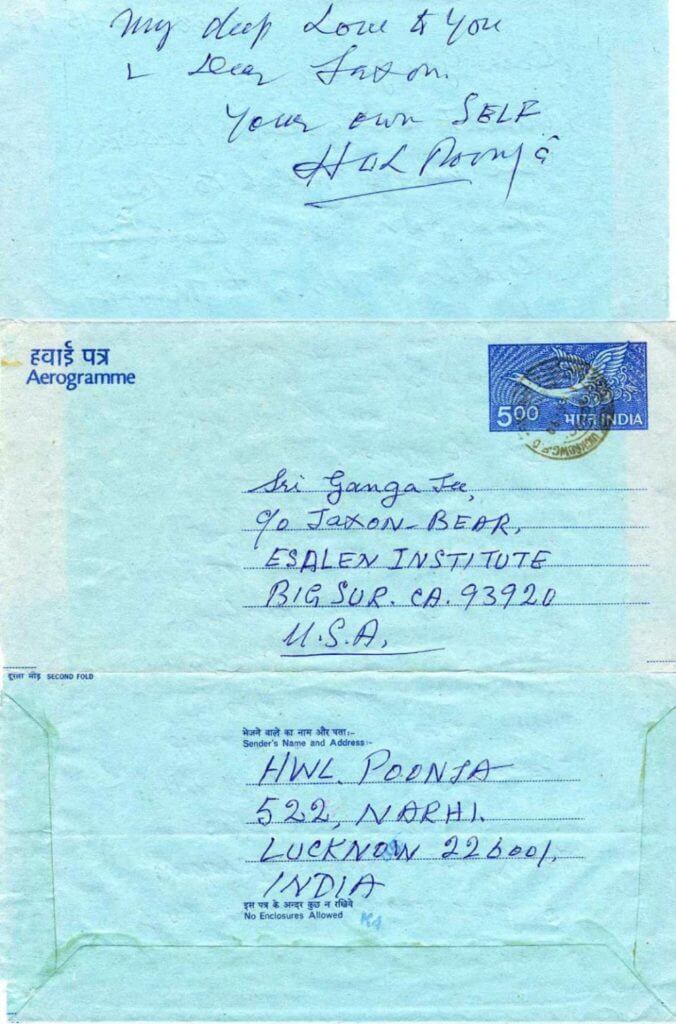 My deep Love to You
& Dear Jaxon.
Your own SELF
HWL Poonja
हवाई पत्र
Aerogramme
500
भारत INDIA
Sri Ganga Jee,
c/o Jaxon-BEAR,
ESALEN INSTITUTE
BIG SUR. CA. 93920
U.S.A.
दूसरा मोड़ SECOND FOLD
भेजने वाले का नाम और पता:-
Sender's Name and Address:-
HWL. POONJA
522, NARHI.
LUCKNOW 226001.
INDIA
इस पत्र के अन्दर कुछ न रखिये
No Enclosures Allowed